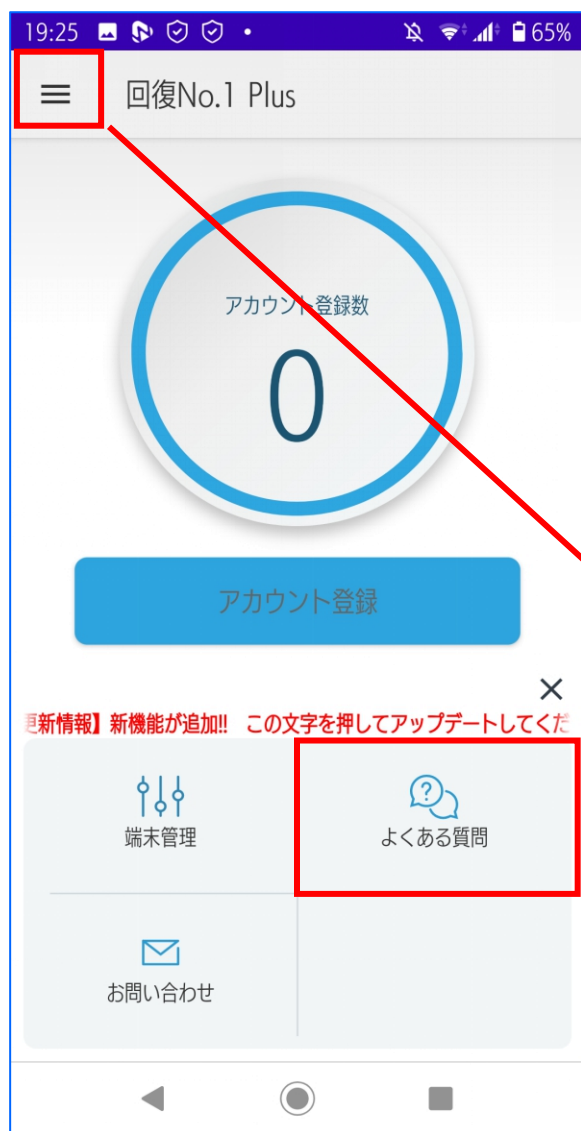 19:25
65%
回復No.1 Plus
アカウント登録数
0
アカウント登録
更新情報】新機能が追加!! この文字を押してアップデートしてくだ
端末管理
よくある質問
お問い合わせ